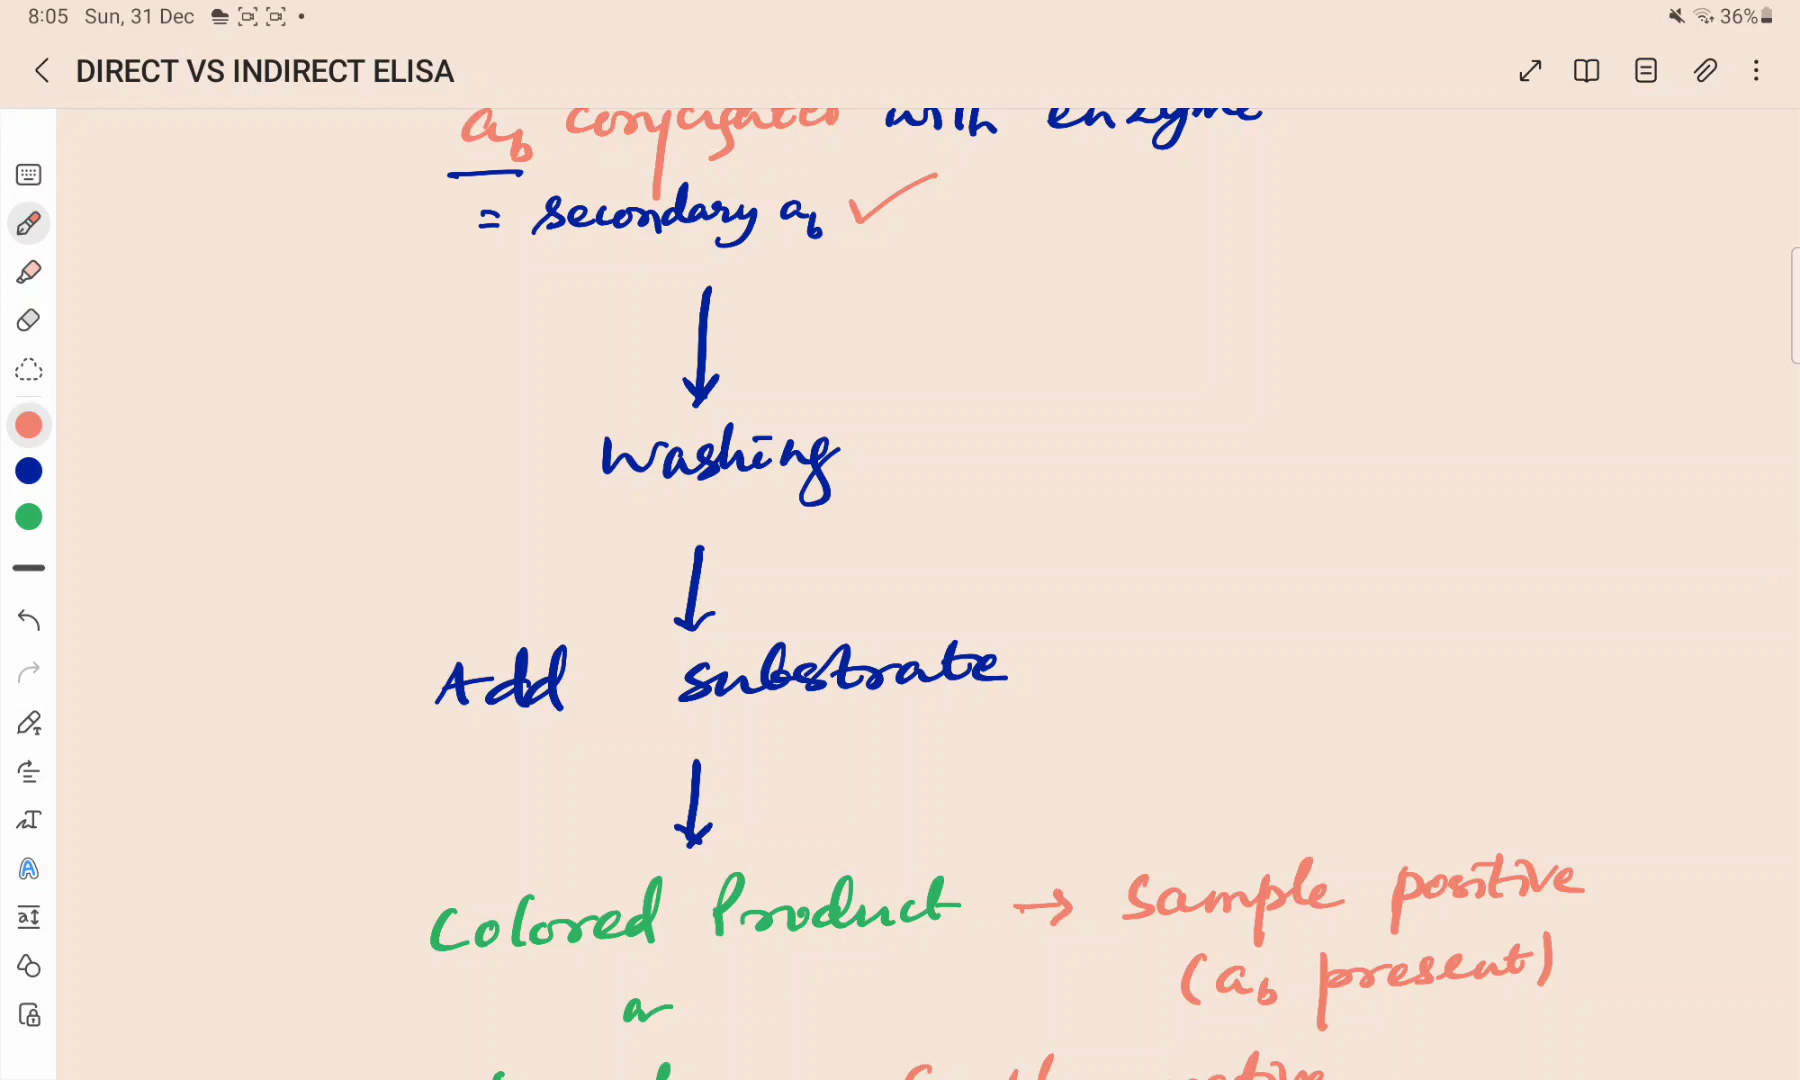 8:05 Sun, 31 Dec 36%
DIRECT VS INDIRECT ELISA
ab conjugated with enzyme
= secondary ab
Washing
Add substrate
Colored Product → Sample positive
(ab present)
or